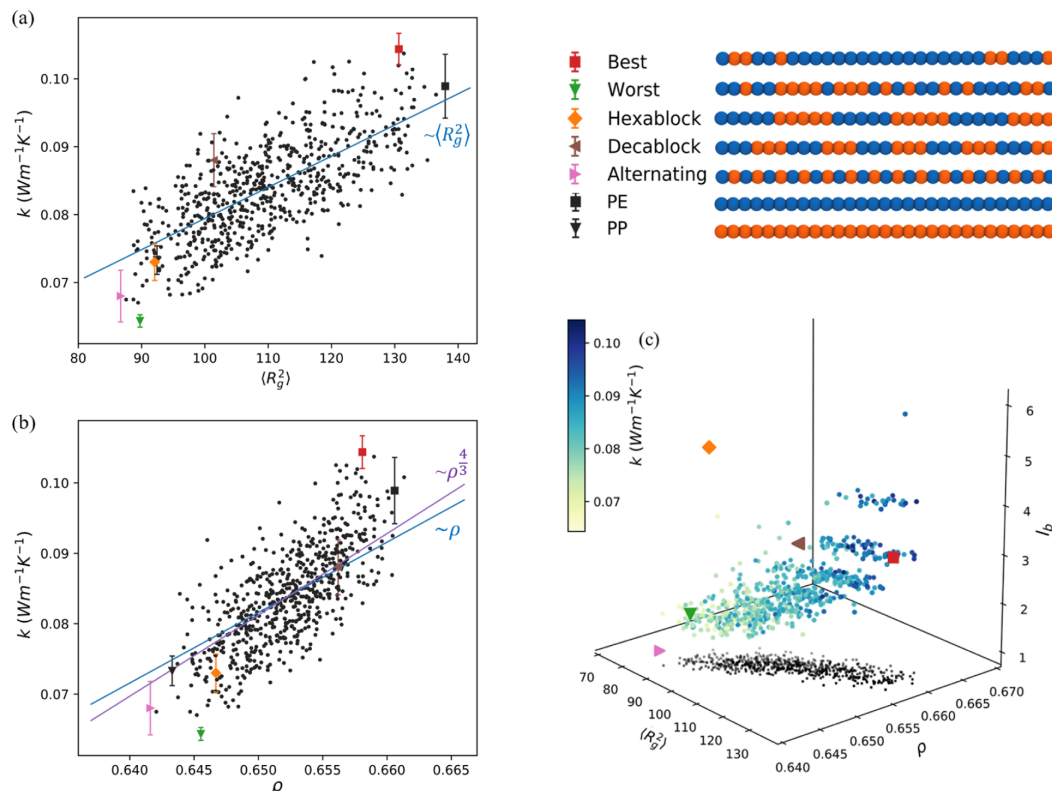 (a)
k (Wm⁻¹K⁻¹)
0.10
0.09
0.08
0.07
~⟨R_g²⟩
80 90 100 110 120 130 140
⟨R_g²⟩
Best
Worst
Hexablock
Decablock
Alternating
PE
PP
(b)
k (Wm⁻¹K⁻¹)
0.10
0.09
0.08
0.07
~ρ^{4/3}
~ρ
0.640 0.645 0.650 0.655 0.660 0.665
ρ
(c)
0.10
0.09
0.08
0.07
k (Wm⁻¹K⁻¹)
6
5
4
3
2
1
l_b
70
80
90
100
110
120
130
⟨R_g²⟩
0.640
0.645
0.650
0.655
0.660
0.665
0.670
ρ